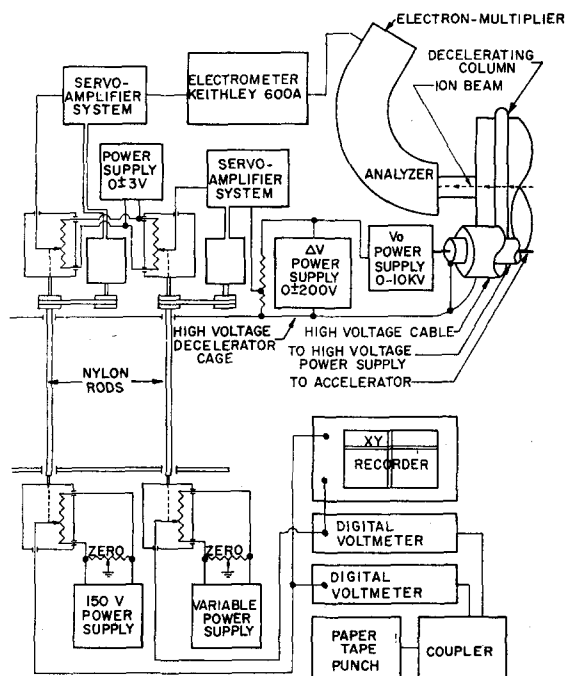 ELECTRON-MULTIPLIER
DECELERATING
COLUMN
ION BEAM
SERVO-
AMPLIFIER
SYSTEM
ELECTROMETER
KEITHLEY 600A
POWER
SUPPLY
0±3V
SERVO-
AMPLIFIER
SYSTEM
ANALYZER
ΔV
POWER
SUPPLY
0±200V
Vo
POWER
SUPPLY
0-10KV
HIGH VOLTAGE
DECELERATOR
CAGE
HIGH VOLTAGE CABLE
TO HIGH VOLTAGE
POWER SUPPLY
TO ACCELERATOR
NYLON
RODS
XY
RECORDER
ZERO
ZERO
DIGITAL
VOLTMETER
150 V
POWER
SUPPLY
VARIABLE
POWER
SUPPLY
DIGITAL
VOLTMETER
PAPER
TAPE
PUNCH
COUPLER